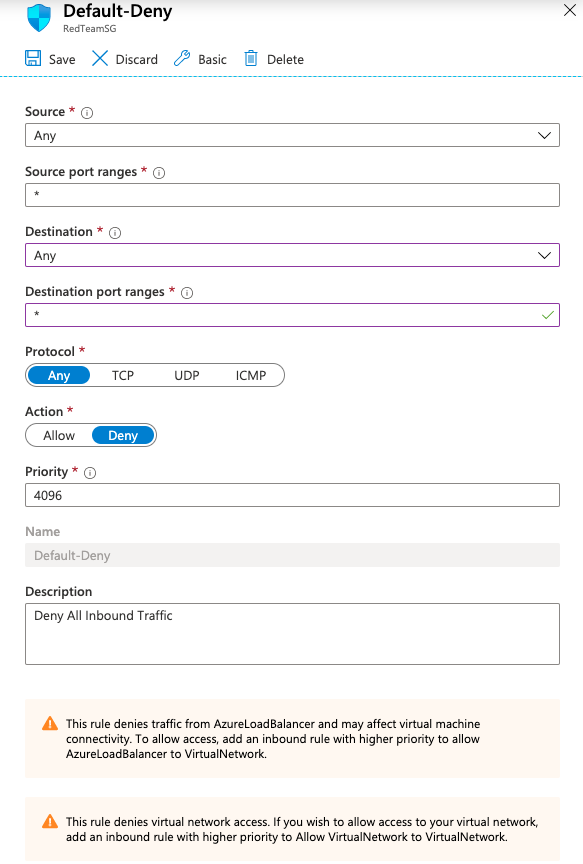 Default-Deny
RedTeamSG
Save Discard Basic Delete
Source *
Any
Source port ranges *
*
Destination *
Any
Destination port ranges *
*
Protocol *
Any TCP UDP ICMP
Action *
Allow Deny
Priority *
4096
Name
Default-Deny
Description
Deny All Inbound Traffic
This rule denies traffic from AzureLoadBalancer and may affect virtual machine
connectivity. To allow access, add an inbound rule with higher priority to allow
AzureLoadBalancer to VirtualNetwork.
This rule denies virtual network access. If you wish to allow access to your virtual network,
add an inbound rule with higher priority to Allow VirtualNetwork to VirtualNetwork.